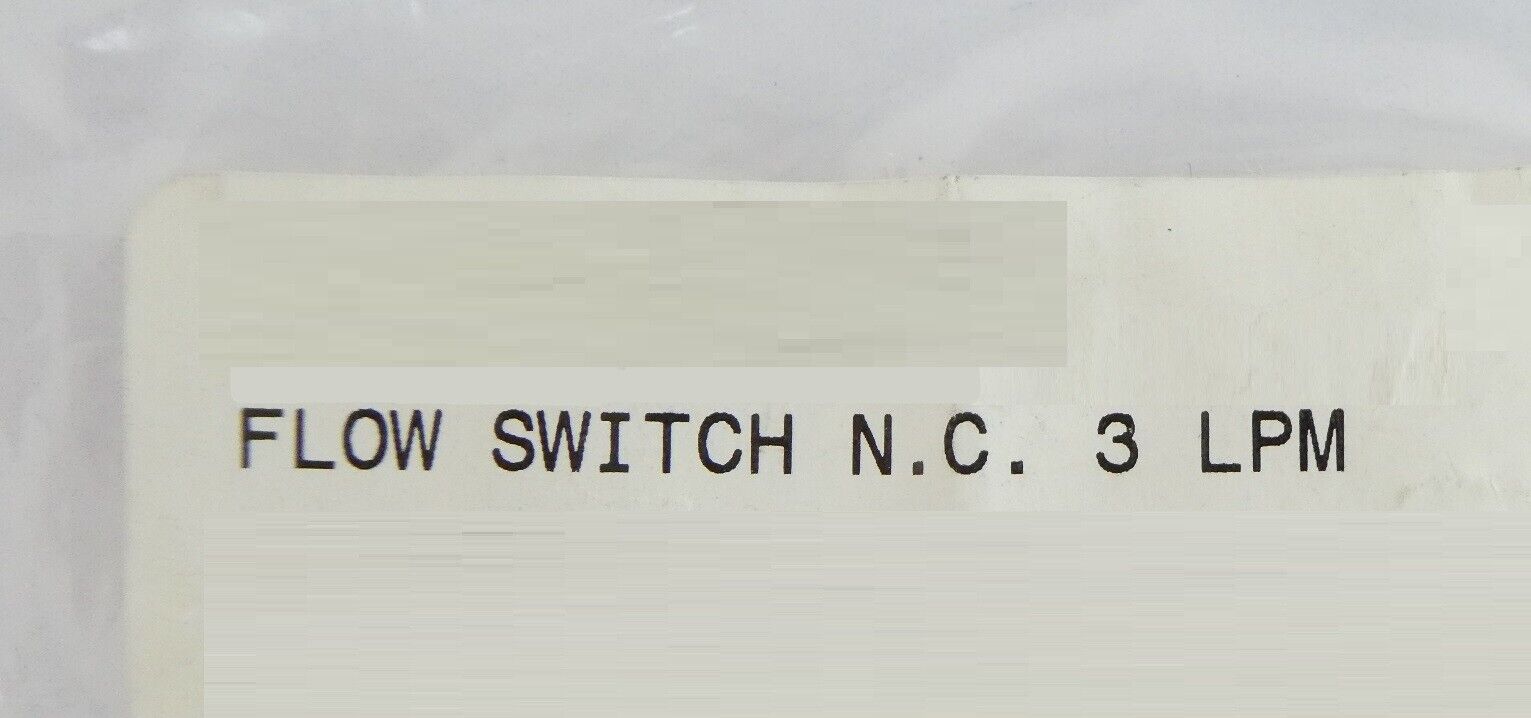 FLOW SWITCH N.C. 3 LPM